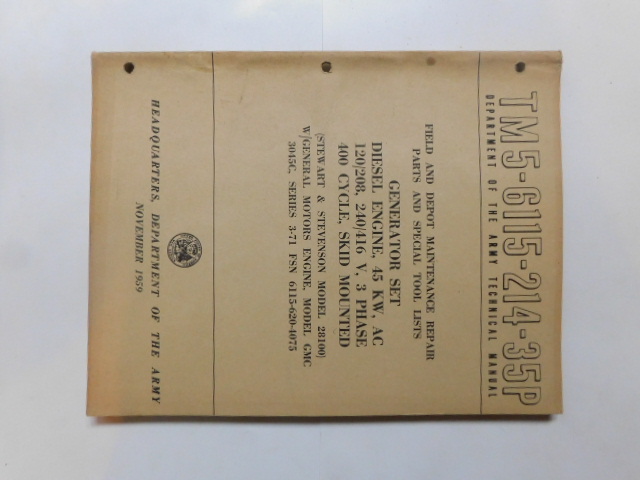 TM5-6115-214-35P
DEPARTMENT OF THE ARMY TECHNICAL MANUAL
FIELD AND DEPOT MAINTENANCE REPAIR
PARTS AND SPECIAL TOOL LISTS
GENERATOR SET
DIESEL ENGINE, 45 KW, AC
120/208, 240/416 V, 3 PHASE
400 CYCLE, SKID MOUNTED
(STEWART & STEVENSON MODEL 28100)
W/GENERAL MOTORS ENGINE, MODEL GMC
3045C, SERIES 3-71 FSN 6115-620-4075
HEADQUARTERS, DEPARTMENT OF THE ARMY
NOVEMBER 1959